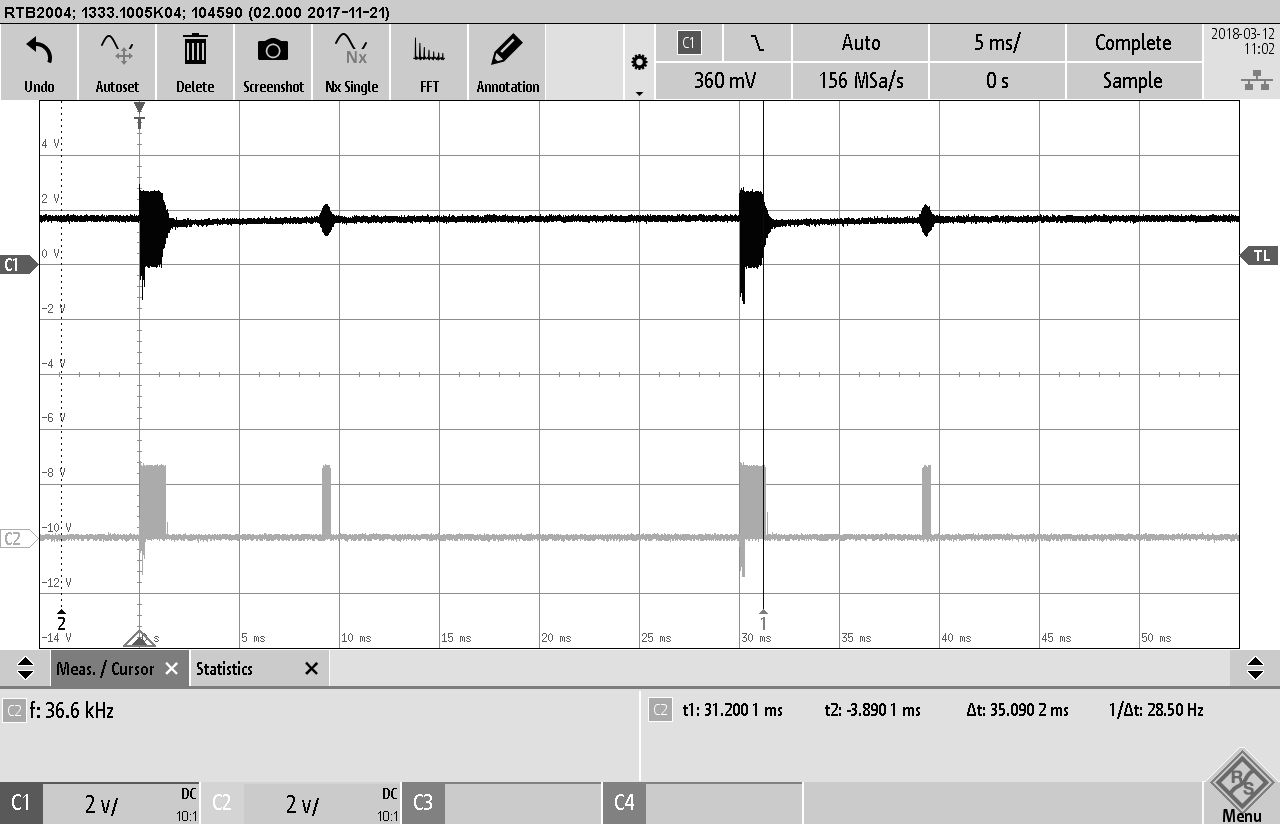 RTB2004; 1333.1005K04; 104590 (02.000 2017-11-21)
Undo Autoset Delete Screenshot Nx Single FFT Annotation
Nx
C1 Auto 5 ms/ Complete
360 mV 156 MSa/s 0 s Sample
2018-03-12
11:02
T
4 V
2 V
0 V
C1
TL
-2 V
-4 V
-6 V
-8 V
-10 V
C2
-12 V
2
1
-14 V
5 ms 10 ms 15 ms 20 ms 25 ms 30 ms 35 ms 40 ms 45 ms 50 ms
Meas. / Cursor Statistics
C2 f: 36.6 kHz
C2 t1: 31.200 1 ms t2: -3.890 1 ms Δt: 35.090 2 ms 1/Δt: 28.50 Hz
C1 2 V/ DC 10:1
C2 2 V/ DC 10:1
C3
C4
R S
Menu